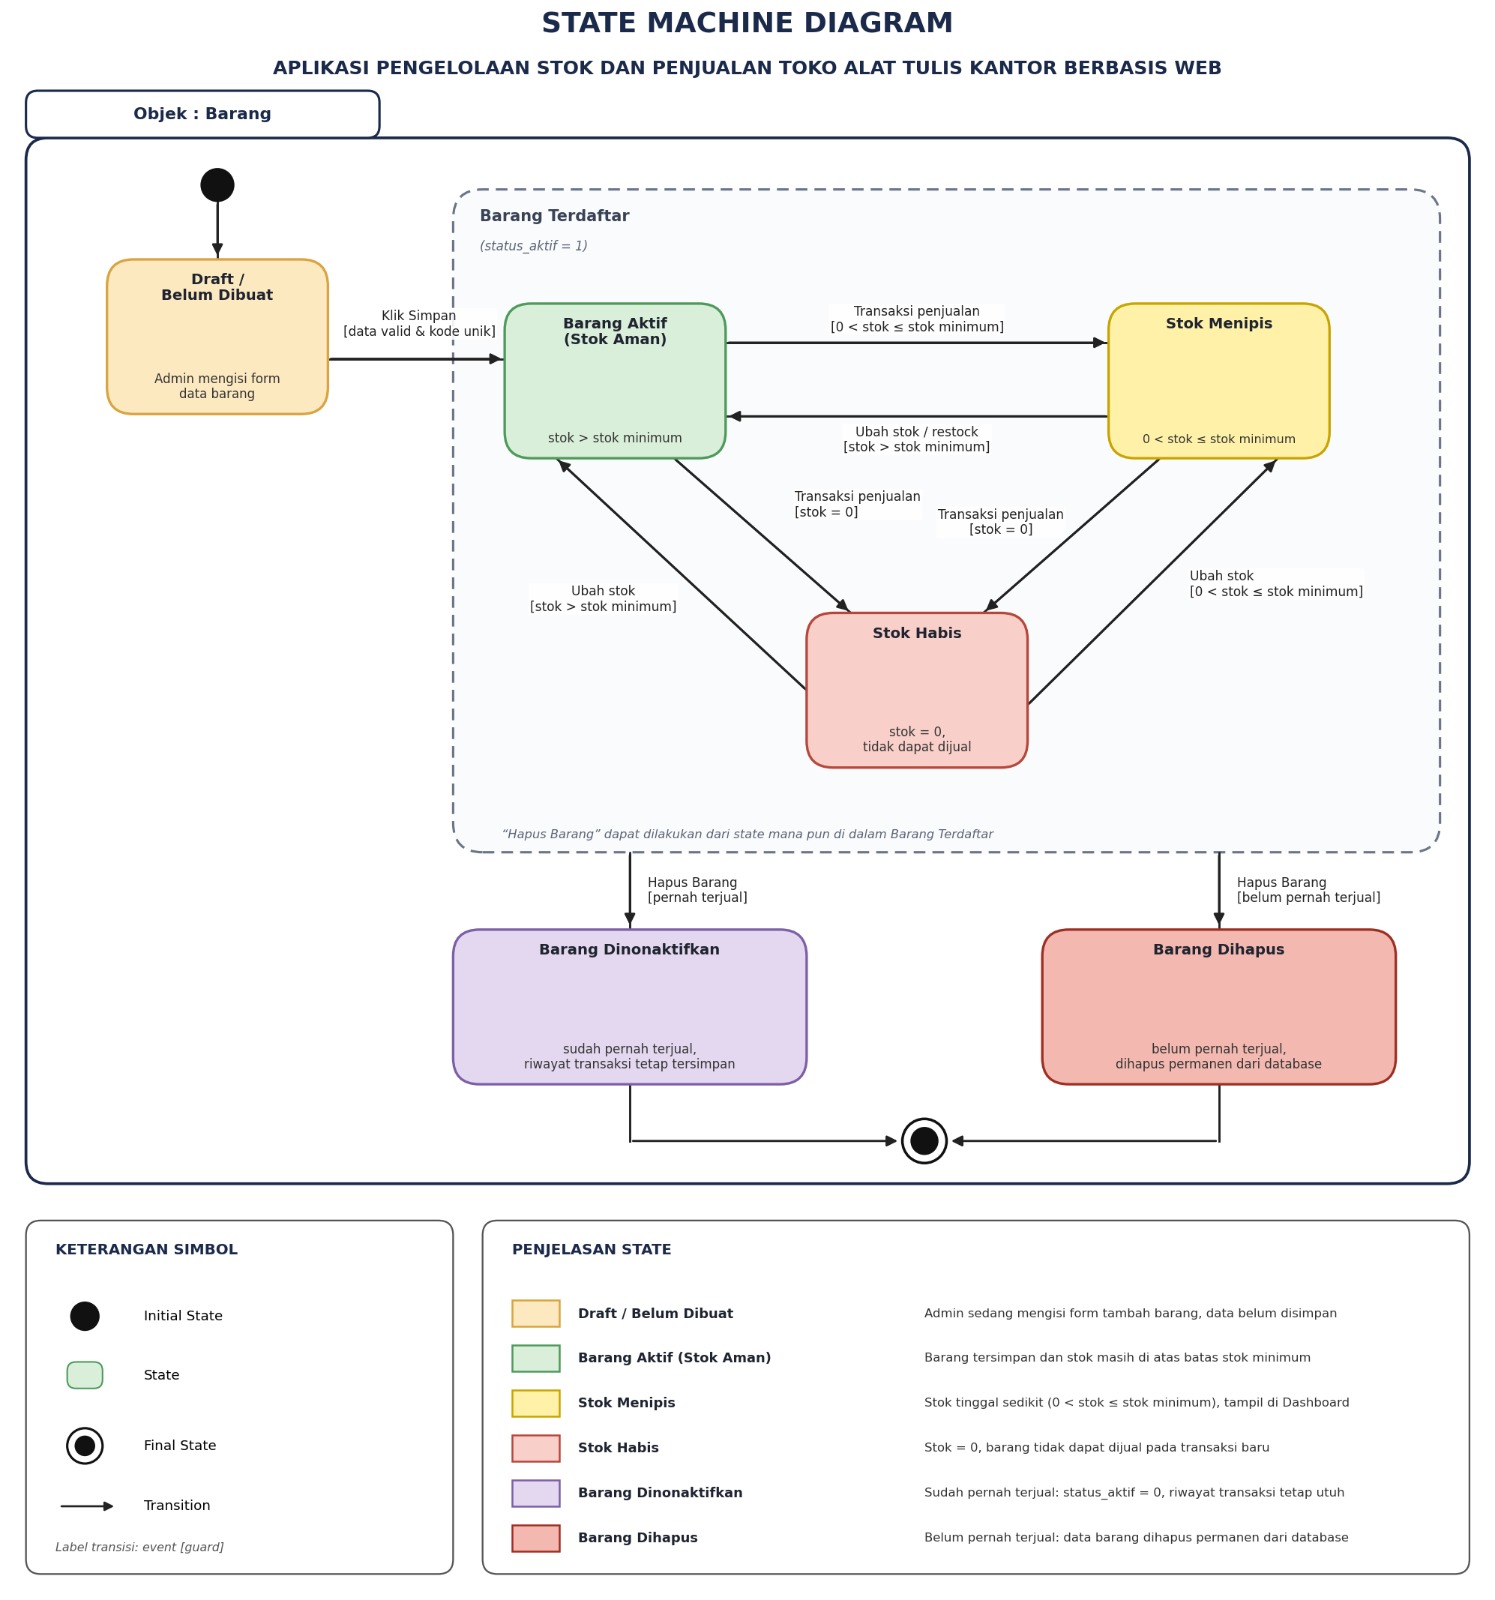 STATE MACHINE DIAGRAM
APLIKASI PENGELOLAAN STOK DAN PENJUALAN TOKO ALAT TULIS KANTOR BERBASIS WEB
Objek : Barang
Barang Terdaftar
(status_aktif = 1)
Draft /
Belum Dibuat
Admin mengisi form
data barang
Klik Simpan
[data valid & kode unik]
Barang Aktif
(Stok Aman)
stok > stok minimum
Transaksi penjualan
[0 < stok ≤ stok minimum]
Ubah stok / restock
[stok > stok minimum]
Stok Menipis
0 < stok ≤ stok minimum
Transaksi penjualan
[stok = 0]
Transaksi penjualan
[stok = 0]
Ubah stok
[stok > stok minimum]
Ubah stok
[0 < stok ≤ stok minimum]
Stok Habis
stok = 0,
tidak dapat dijual
“Hapus Barang” dapat dilakukan dari state mana pun di dalam Barang Terdaftar
Hapus Barang
[pernah terjual]
Hapus Barang
[belum pernah terjual]
Barang Dinonaktifkan
sudah pernah terjual,
riwayat transaksi tetap tersimpan
Barang Dihapus
belum pernah terjual,
dihapus permanen dari database
KETERANGAN SIMBOL
Initial State
State
Final State
Transition
Label transisi: event [guard]
PENJELASAN STATE
Draft / Belum Dibuat
Admin sedang mengisi form tambah barang, data belum disimpan
Barang Aktif (Stok Aman)
Barang tersimpan dan stok masih di atas batas stok minimum
Stok Menipis
Stok tinggal sedikit (0 < stok ≤ stok minimum), tampil di Dashboard
Stok Habis
Stok = 0, barang tidak dapat dijual pada transaksi baru
Barang Dinonaktifkan
Sudah pernah terjual: status_aktif = 0, riwayat transaksi tetap utuh
Barang Dihapus
Belum pernah terjual: data barang dihapus permanen dari database